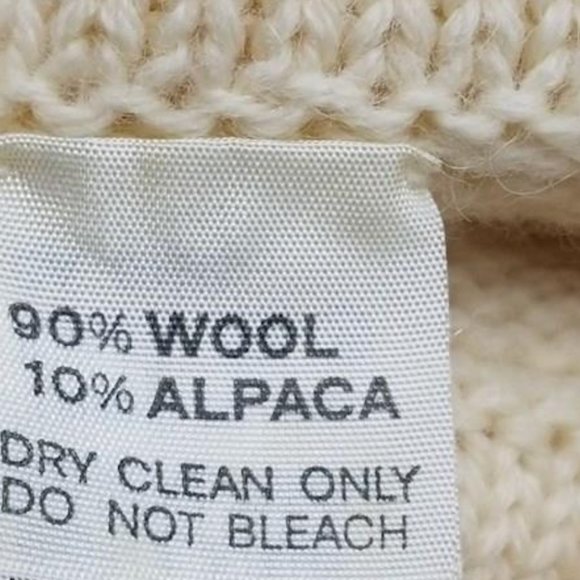 90% WOOL
10% ALPACA
DRY CLEAN ONLY
DO NOT BLEACH